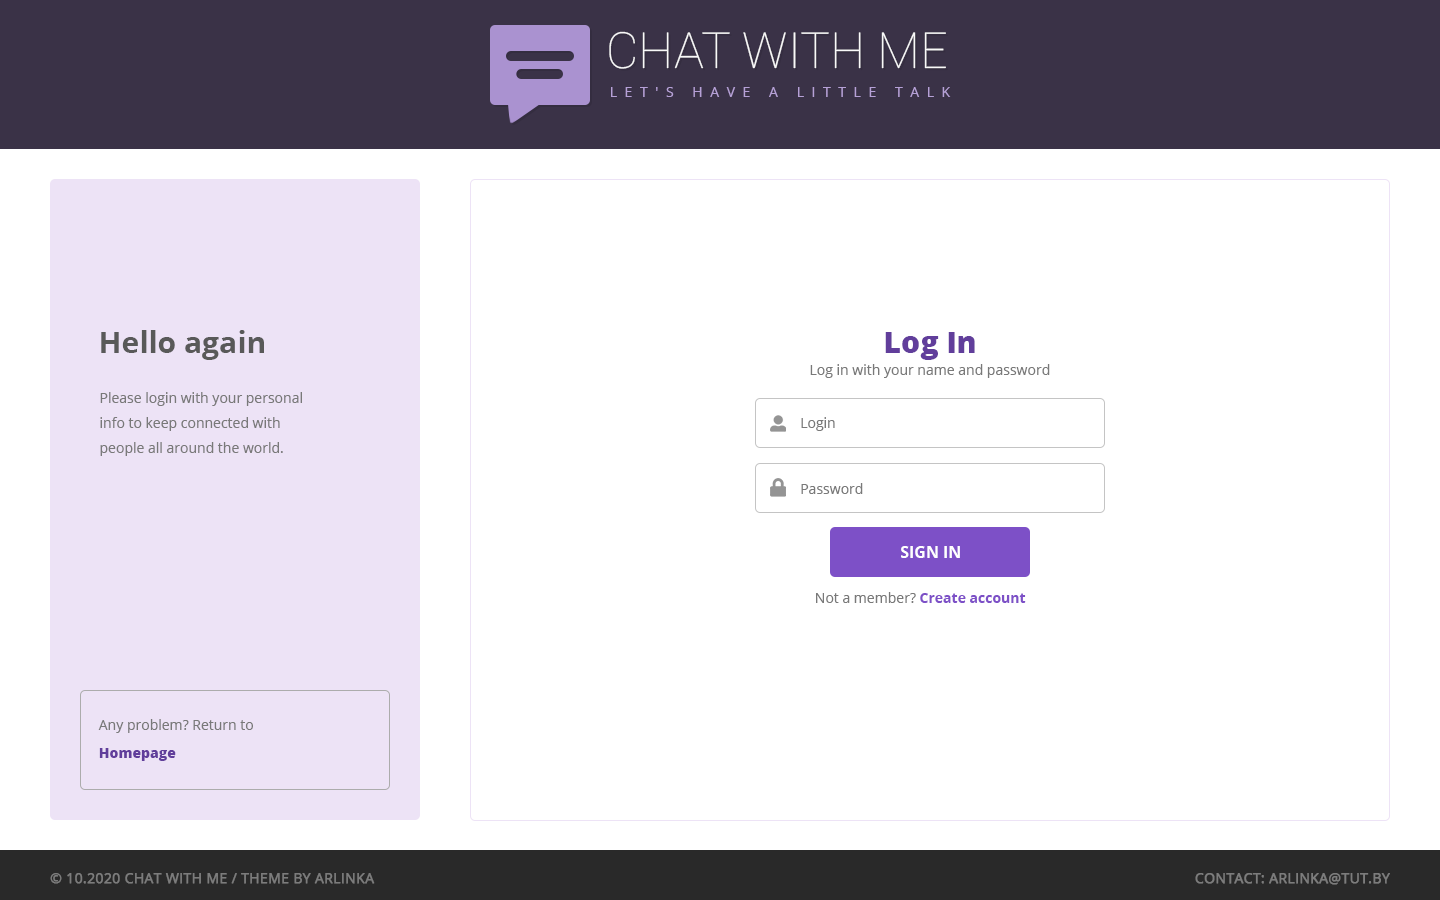 CHAT WITH ME
LET'S HAVE A LITTLE TALK
Hello again
Please login with your personal
info to keep connected with
people all around the world.
Any problem? Return to
Homepage
Log In
Log in with your name and password
Login
Password
SIGN IN
Not a member? Create account
© 10.2020 CHAT WITH ME / THEME BY ARLINKA
CONTACT: ARLINKA@TUT.BY